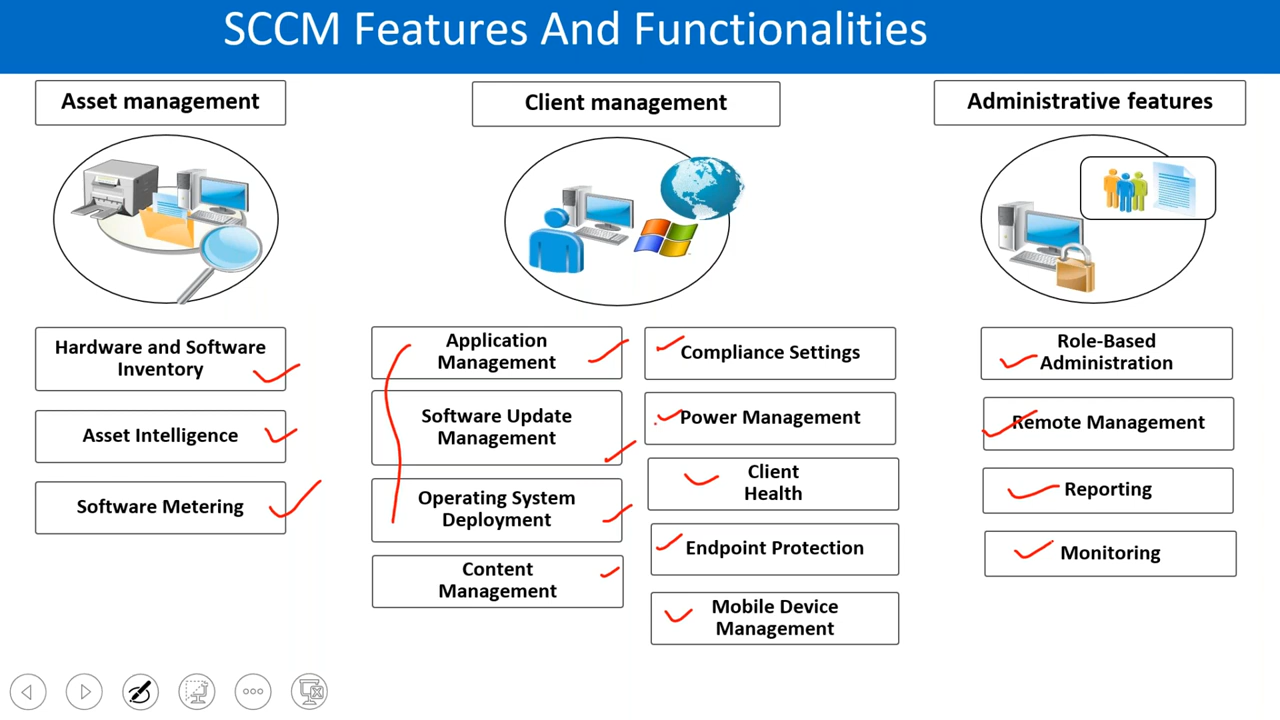 SCCM Features And Functionalities
Asset management
Hardware and Software
Inventory
Asset Intelligence
Software Metering
Client management
Application
Management
Software Update
Management
Operating System
Deployment
Content
Management
Compliance Settings
Power Management
Client
Health
Endpoint Protection
Mobile Device
Management
Administrative features
Role-Based
Administration
Remote Management
Reporting
Monitoring